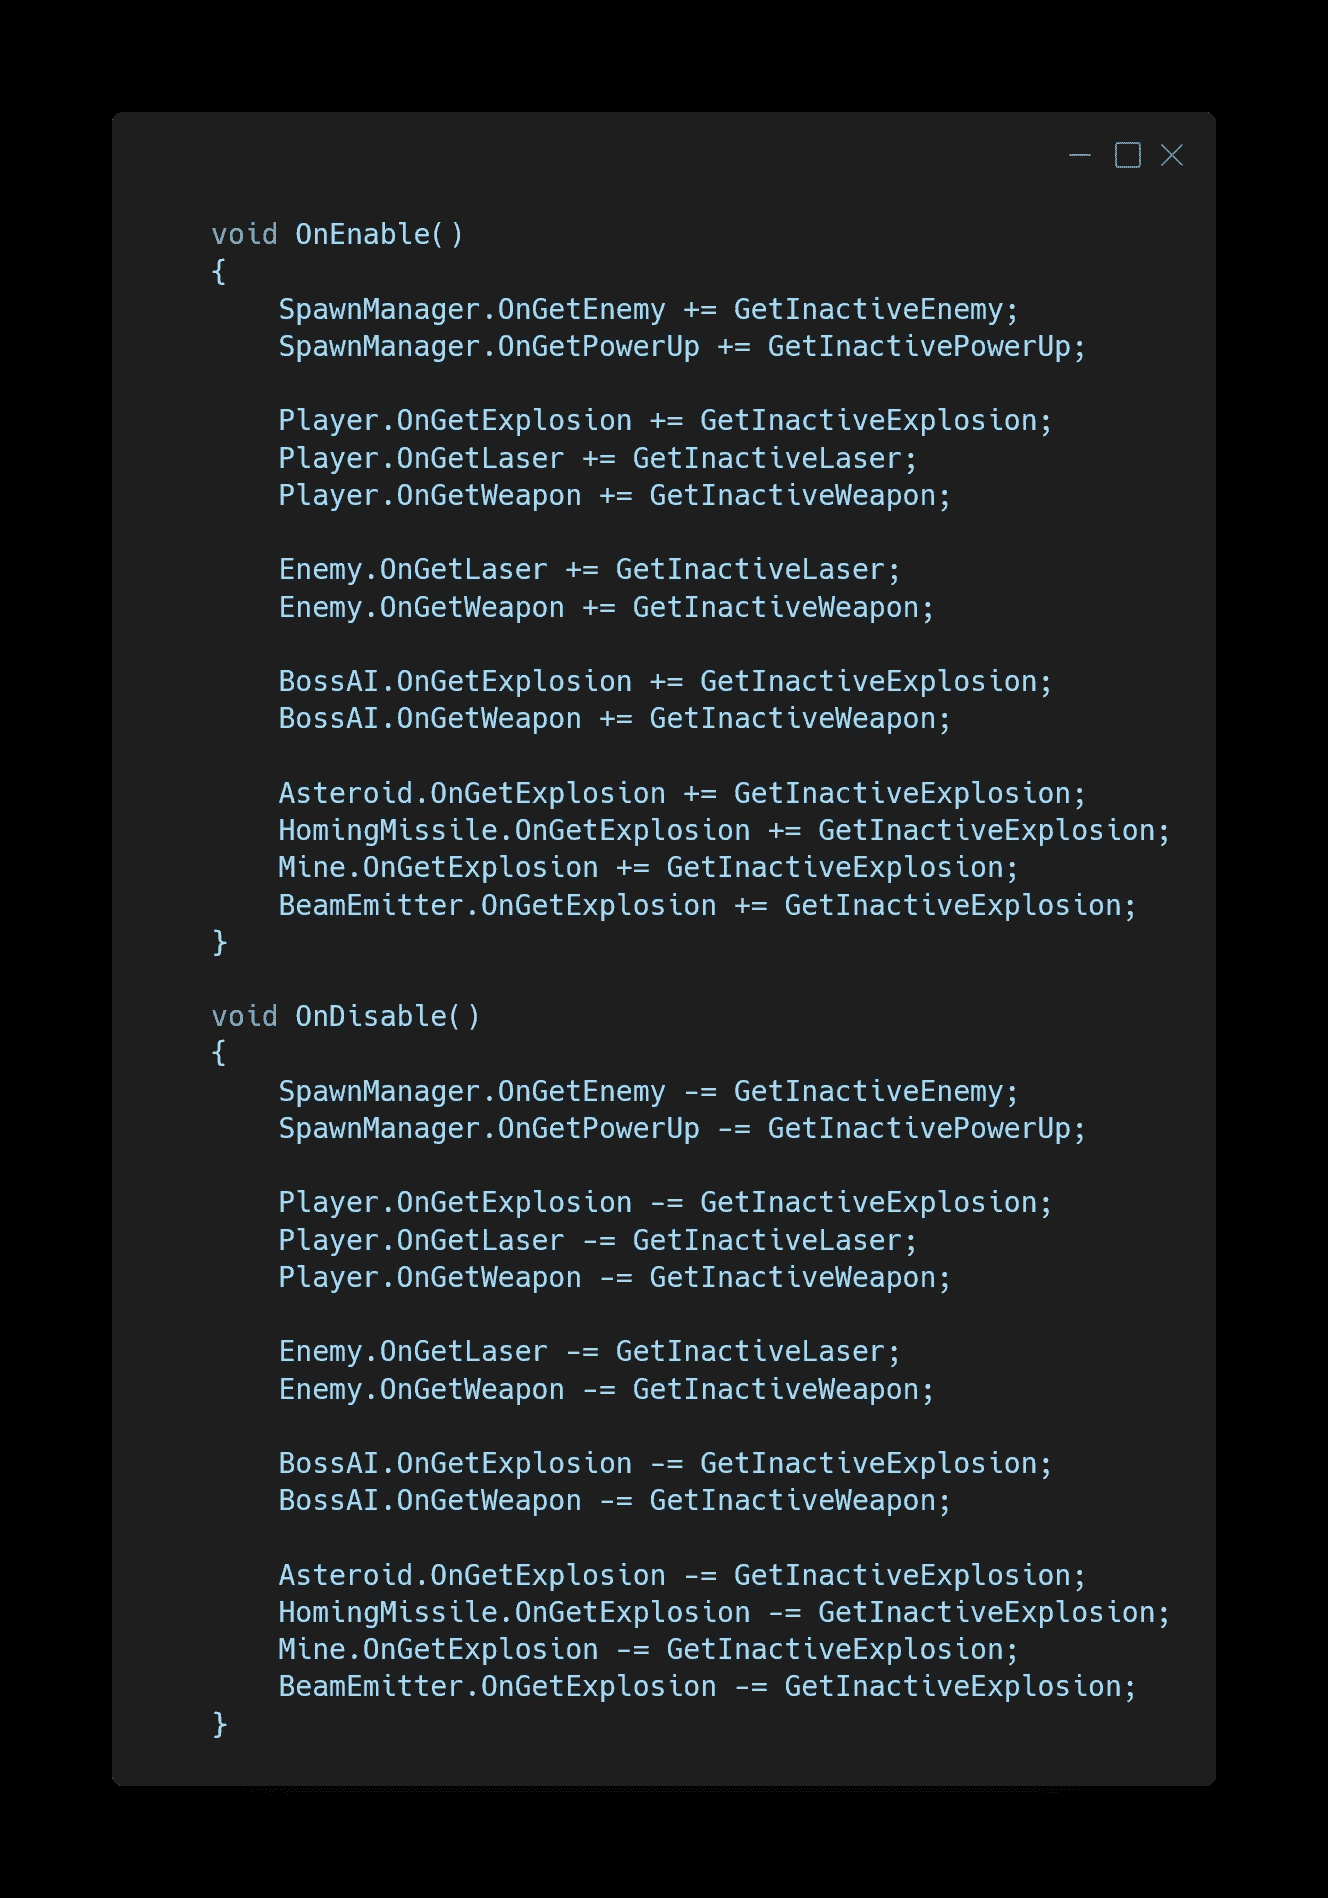 void OnEnable()
{
    SpawnManager.OnGetEnemy += GetInactiveEnemy;
    SpawnManager.OnGetPowerUp += GetInactivePowerUp;

    Player.OnGetExplosion += GetInactiveExplosion;
    Player.OnGetLaser += GetInactiveLaser;
    Player.OnGetWeapon += GetInactiveWeapon;

    Enemy.OnGetLaser += GetInactiveLaser;
    Enemy.OnGetWeapon += GetInactiveWeapon;

    BossAI.OnGetExplosion += GetInactiveExplosion;
    BossAI.OnGetWeapon += GetInactiveWeapon;

    Asteroid.OnGetExplosion += GetInactiveExplosion;
    HomingMissile.OnGetExplosion += GetInactiveExplosion;
    Mine.OnGetExplosion += GetInactiveExplosion;
    BeamEmitter.OnGetExplosion += GetInactiveExplosion;
}

void OnDisable()
{
    SpawnManager.OnGetEnemy -= GetInactiveEnemy;
    SpawnManager.OnGetPowerUp -= GetInactivePowerUp;

    Player.OnGetExplosion -= GetInactiveExplosion;
    Player.OnGetLaser -= GetInactiveLaser;
    Player.OnGetWeapon -= GetInactiveWeapon;

    Enemy.OnGetLaser -= GetInactiveLaser;
    Enemy.OnGetWeapon -= GetInactiveWeapon;

    BossAI.OnGetExplosion -= GetInactiveExplosion;
    BossAI.OnGetWeapon -= GetInactiveWeapon;

    Asteroid.OnGetExplosion -= GetInactiveExplosion;
    HomingMissile.OnGetExplosion -= GetInactiveExplosion;
    Mine.OnGetExplosion -= GetInactiveExplosion;
    BeamEmitter.OnGetExplosion -= GetInactiveExplosion;
}